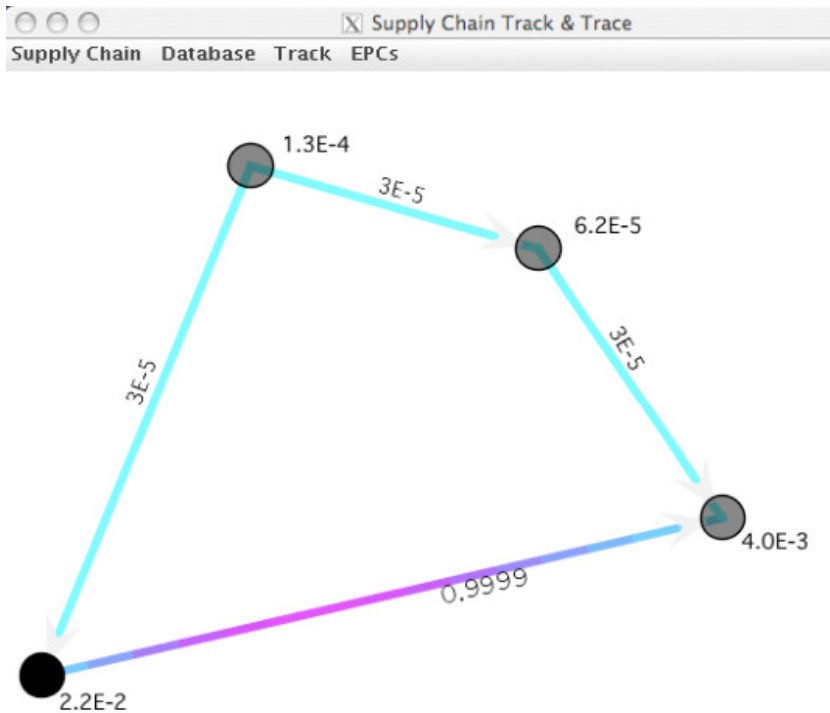 Supply Chain Track & Trace
Supply Chain Database Track EPCs
1.3E-4
3E-5
6.2E-5
3E-5
3E-5
4.0E-3
0.9999
2.2E-2